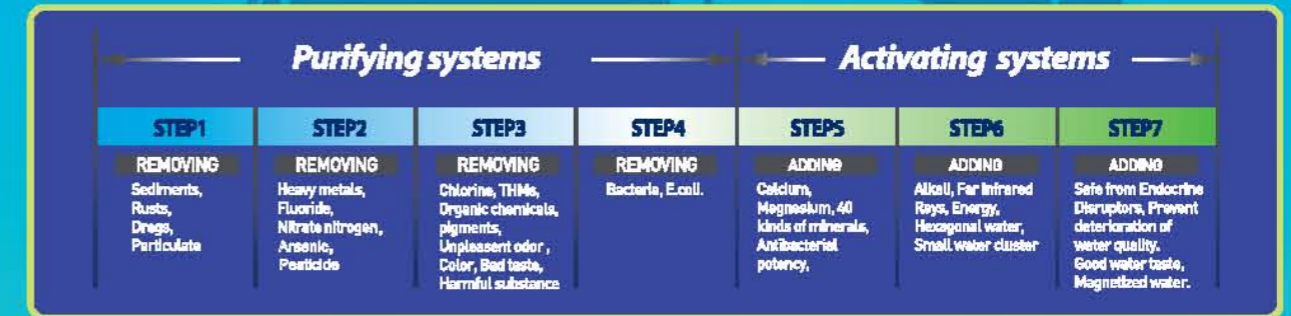 Purifying systems
Activating systems
STEP1
STEP2
STEP3
STEP4
STEP5
STEP6
STEP7
REMOVING
REMOVING
REMOVING
REMOVING
ADDING
ADDING
ADDING
Sediments,
Rusts,
Dregs,
Particulate
Heavy metals,
Fluoride,
Nitrate nitrogen,
Arsenic,
Pesticide
Chlorine, THMs,
Organic chemicals,
pigments,
Unpleasent odor ,
Color, Bad taste,
Harmful substance
Bacteria, E.coli.
Calcium,
Magnesium, 40
kinds of minerals,
Antibacterial
potency,
Alkali, Far infrared
Rays, Energy,
Hexagonal water,
Small water cluster
Safe from Endocrine
Disruptors, Prevent
deterioration of
water quality.
Good water taste,
Magnetized water.